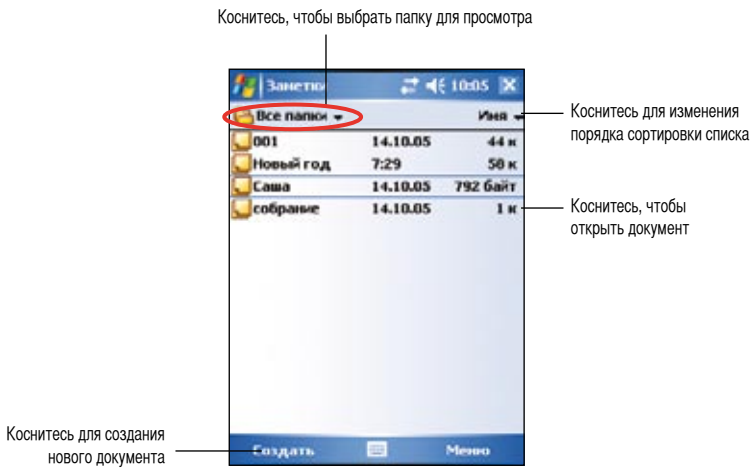 Коснитесь, чтобы выбрать папку для просмотра
Заметки 10:05
Все папки Имя
001 14.10.05 44 к
Новый год 7:29 50 к
Саша 14.10.05 792 байт
собрание 14.10.05 1 к
Коснитесь для изменения
порядка сортировки списка
Коснитесь, чтобы
открыть документ
Коснитесь для создания
нового документа
Создать Меню